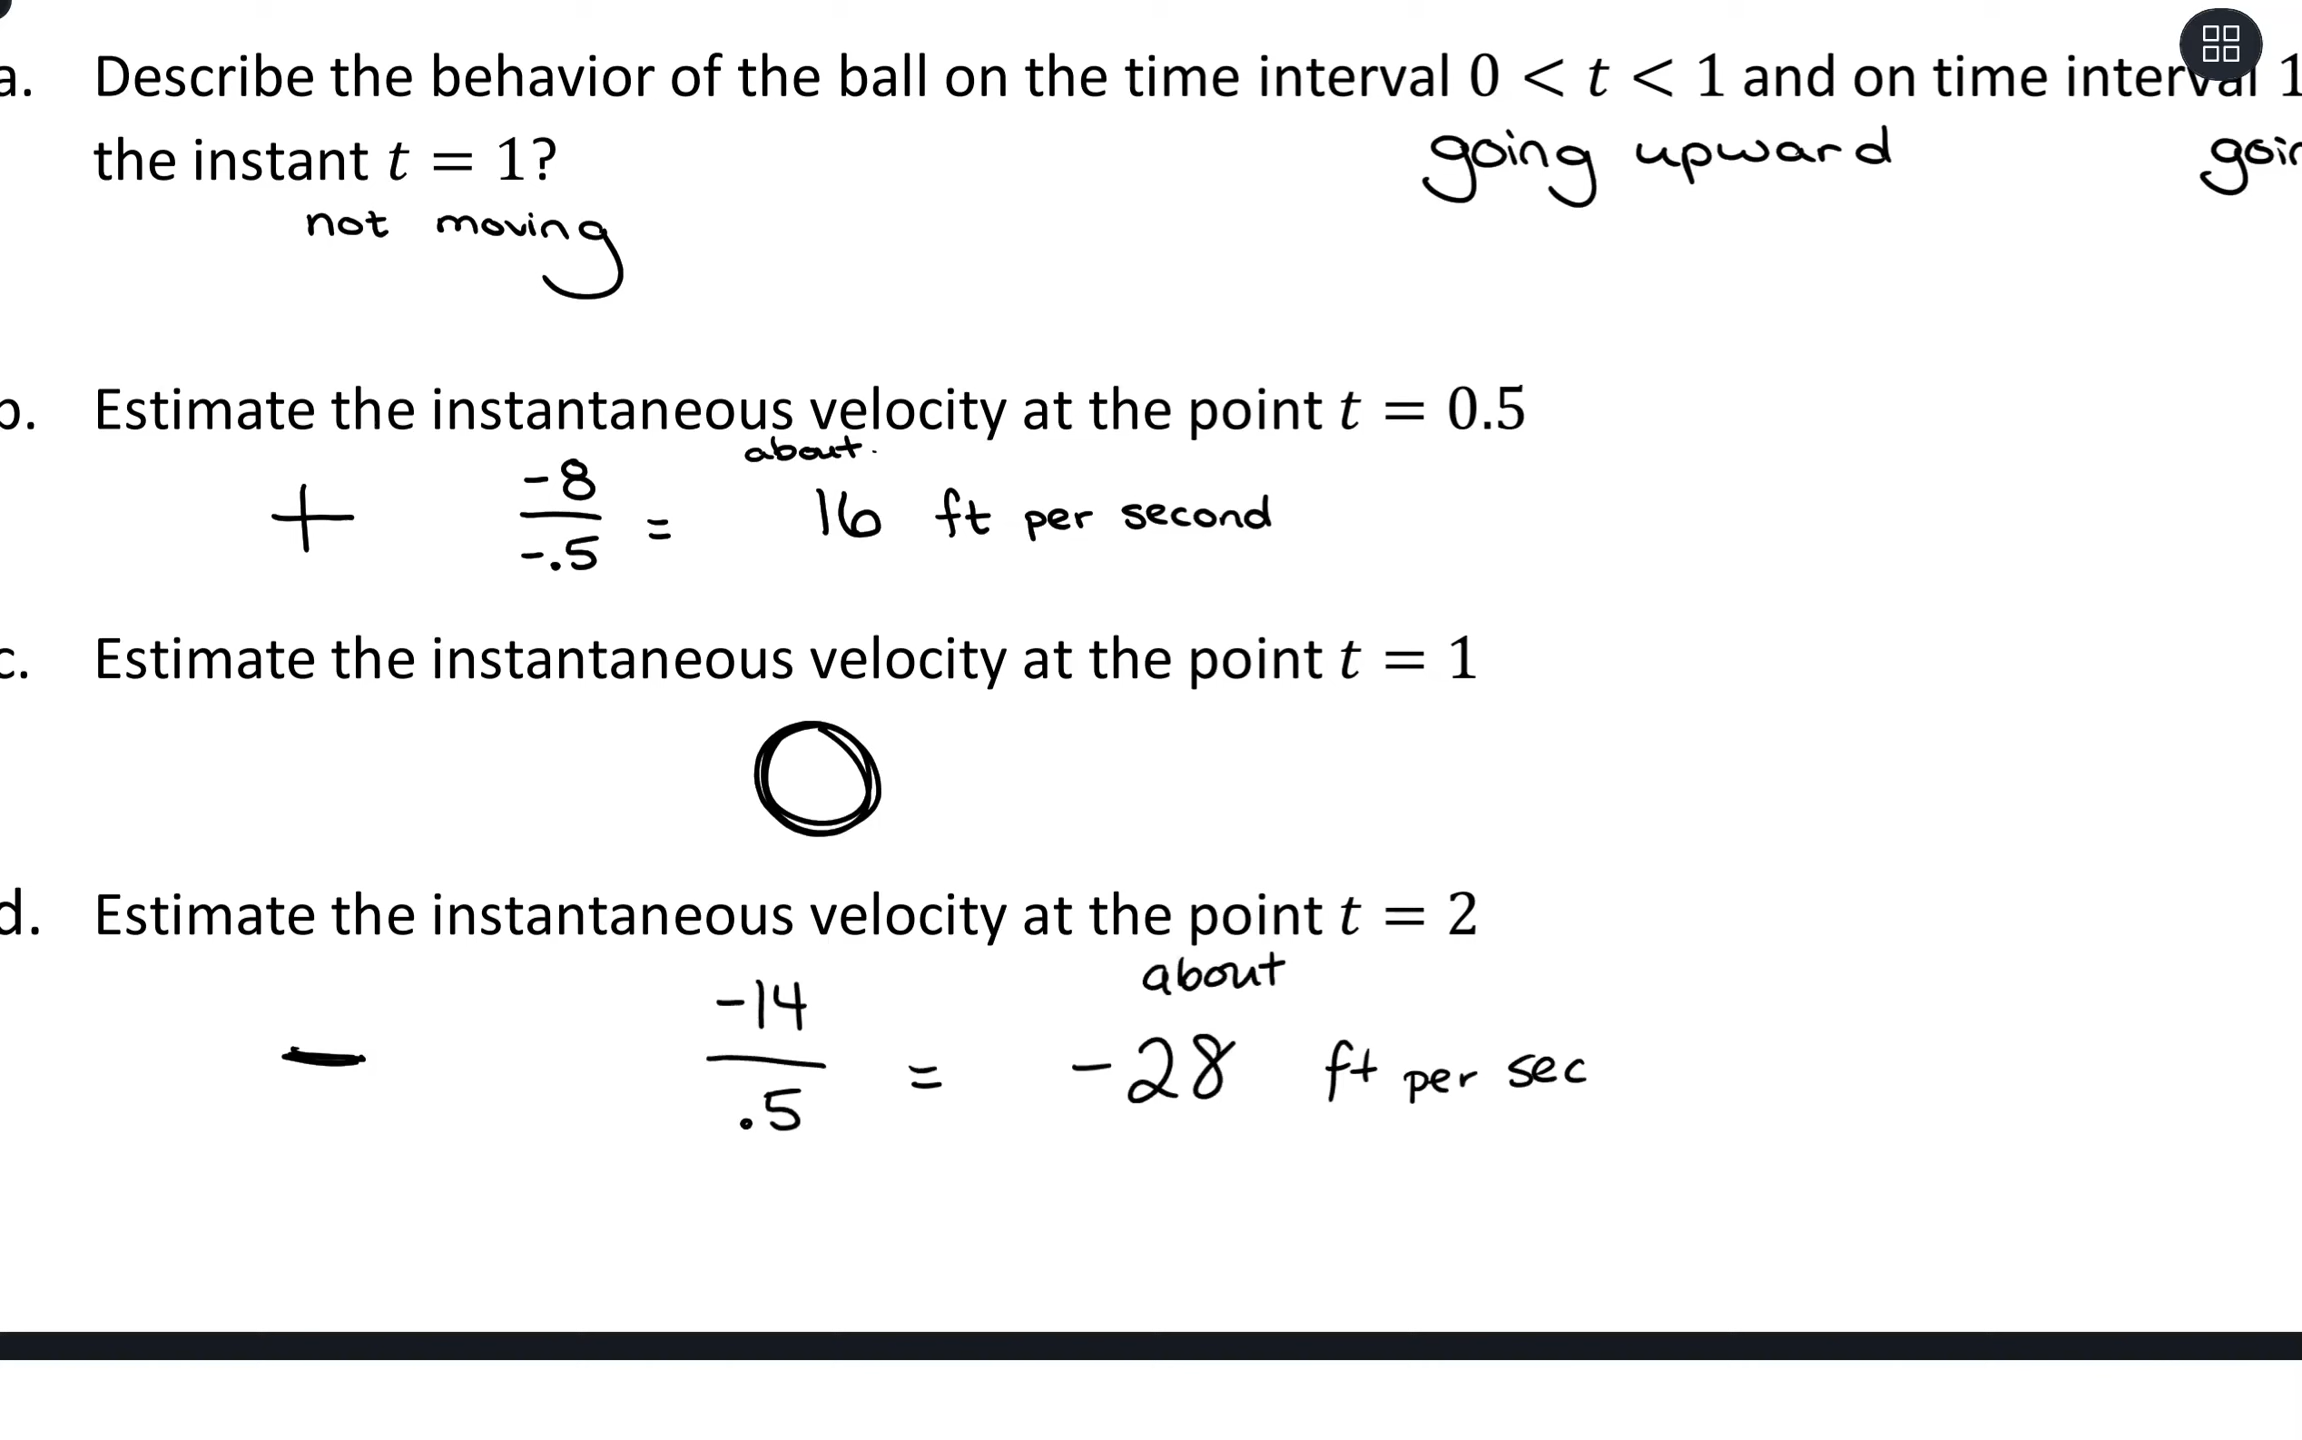 a. Describe the behavior of the ball on the time interval 0 < t < 1 and on time interval 1
going upward goin
the instant t = 1?
not moving
b. Estimate the instantaneous velocity at the point t = 0.5
about.
+ -8/-.5 = 16 ft per second
c. Estimate the instantaneous velocity at the point t = 1
0
d. Estimate the instantaneous velocity at the point t = 2
about
- -14/.5 = -28 ft per sec